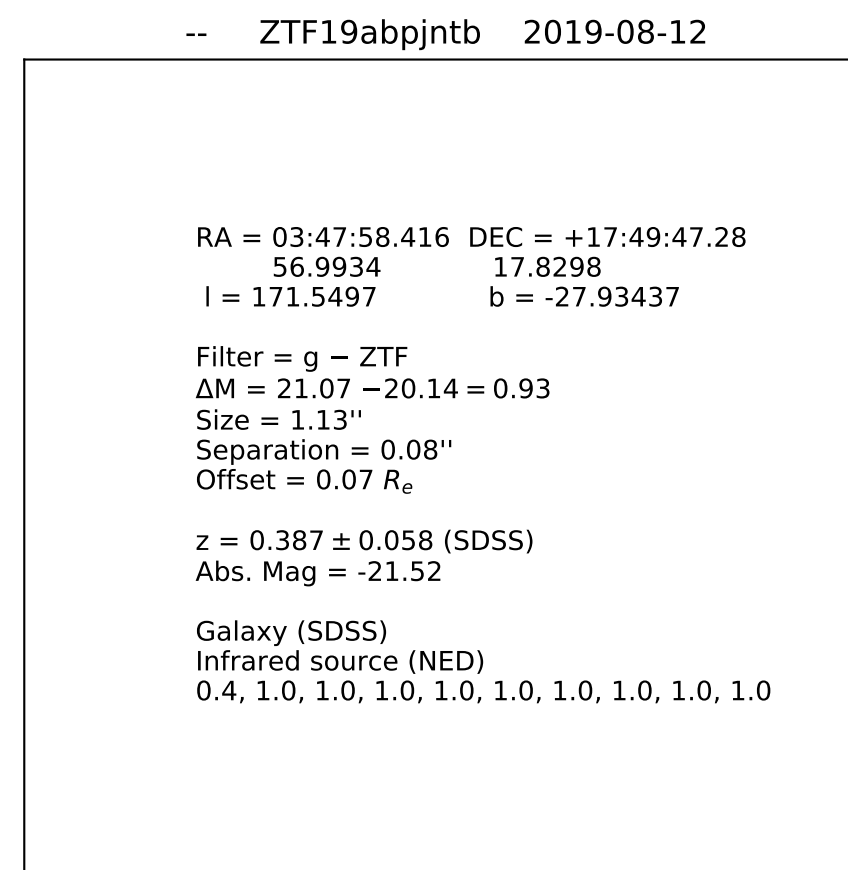 -- ZTF19abpjntb 2019-08-12
RA = 03:47:58.416 DEC = +17:49:47.28
56.9934 17.8298
l = 171.5497 b = -27.93437
Filter = g − ZTF
ΔM = 21.07 −20.14 = 0.93
Size = 1.13''
Separation = 0.08''
Offset = 0.07 Rₑ
z = 0.387 ± 0.058 (SDSS)
Abs. Mag = -21.52
Galaxy (SDSS)
Infrared source (NED)
0.4, 1.0, 1.0, 1.0, 1.0, 1.0, 1.0, 1.0, 1.0, 1.0